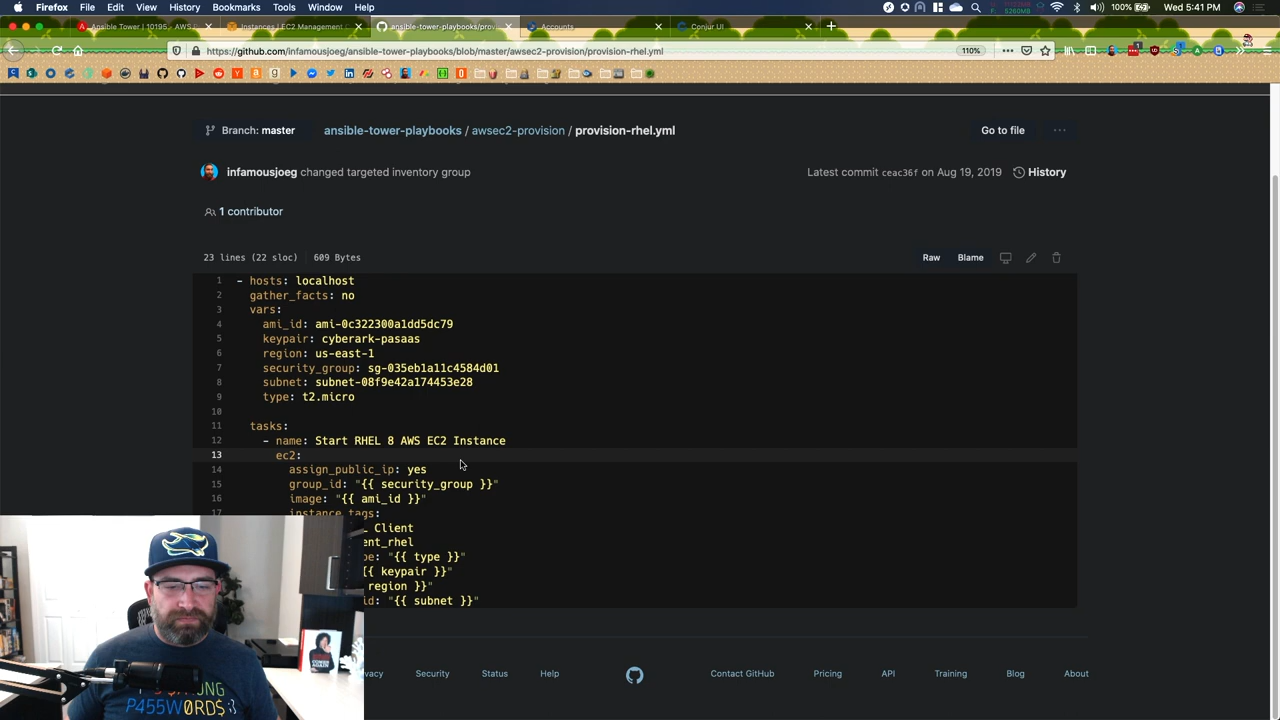 Firefox File Edit View History Bookmarks Tools Window Help
100% Wed 5:41 PM
Ansible Tower | 10195 - AWS
Instances | EC2 Management C
ansible-tower-playbooks/prov
Accounts
Conjur UI
https://github.com/infamousjoeg/ansible-tower-playbooks/blob/master/awsec2-provision/provision-rhel.yml
110%
Branch: master
ansible-tower-playbooks / awsec2-provision / provision-rhel.yml
Go to file
infamousjoeg changed targeted inventory group
Latest commit ceac36f on Aug 19, 2019
History
1 contributor
23 lines (22 sloc) 609 Bytes
Raw Blame
1 - hosts: localhost
2 gather_facts: no
3 vars:
4 ami_id: ami-0c322300a1dd5dc79
5 keypair: cyberark-pasaas
6 region: us-east-1
7 security_group: sg-035eb1a11c4584d01
8 subnet: subnet-08f9e42a174453e28
9 type: t2.micro
10
11 tasks:
12 - name: Start RHEL 8 AWS EC2 Instance
13 ec2:
14 assign_public_ip: yes
15 group_id: "{{ security_group }}"
16 image: "{{ ami_id }}"
17 instance_tags:
L Client
ent_rhel
pe: "{{ type }}"
{{ keypair }}"
region }}"
id: "{{ subnet }}"
vacy Security Status Help
Contact GitHub Pricing API Training Blog About
P455W0RD$